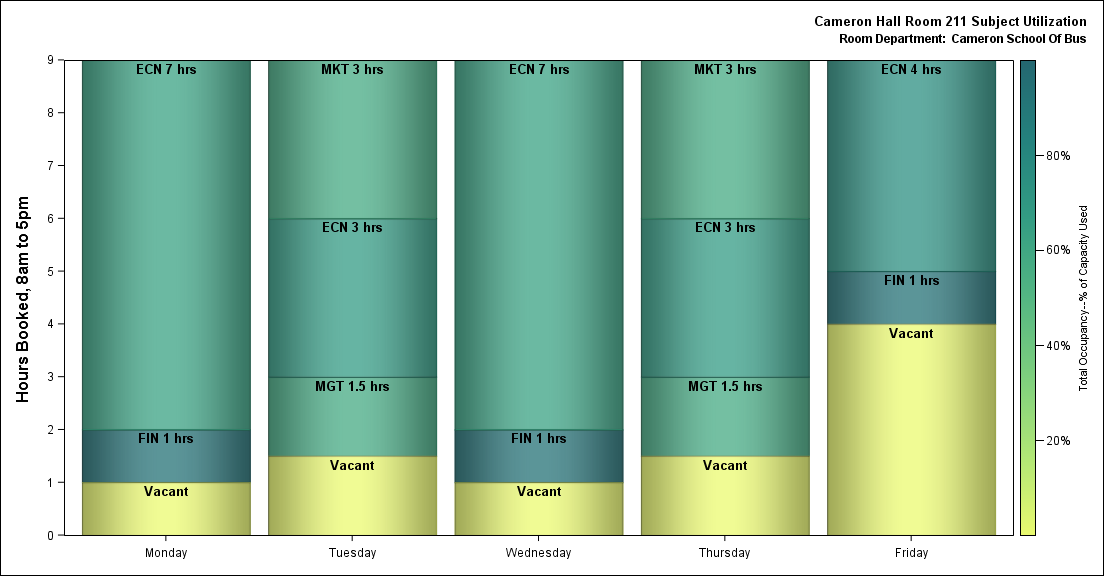 Cameron Hall Room 211 Subject Utilization
Room Department: Cameron School Of Bus
Hours Booked, 8am to 5pm
9
8
7
6
5
4
3
2
1
0
ECN 7 hrs
FIN 1 hrs
Vacant
MKT 3 hrs
ECN 3 hrs
MGT 1.5 hrs
Vacant
ECN 7 hrs
FIN 1 hrs
Vacant
MKT 3 hrs
ECN 3 hrs
MGT 1.5 hrs
Vacant
ECN 4 hrs
FIN 1 hrs
Vacant
Monday
Tuesday
Wednesday
Thursday
Friday
80%
60%
40%
20%
Total Occupancy--% of Capacity Used